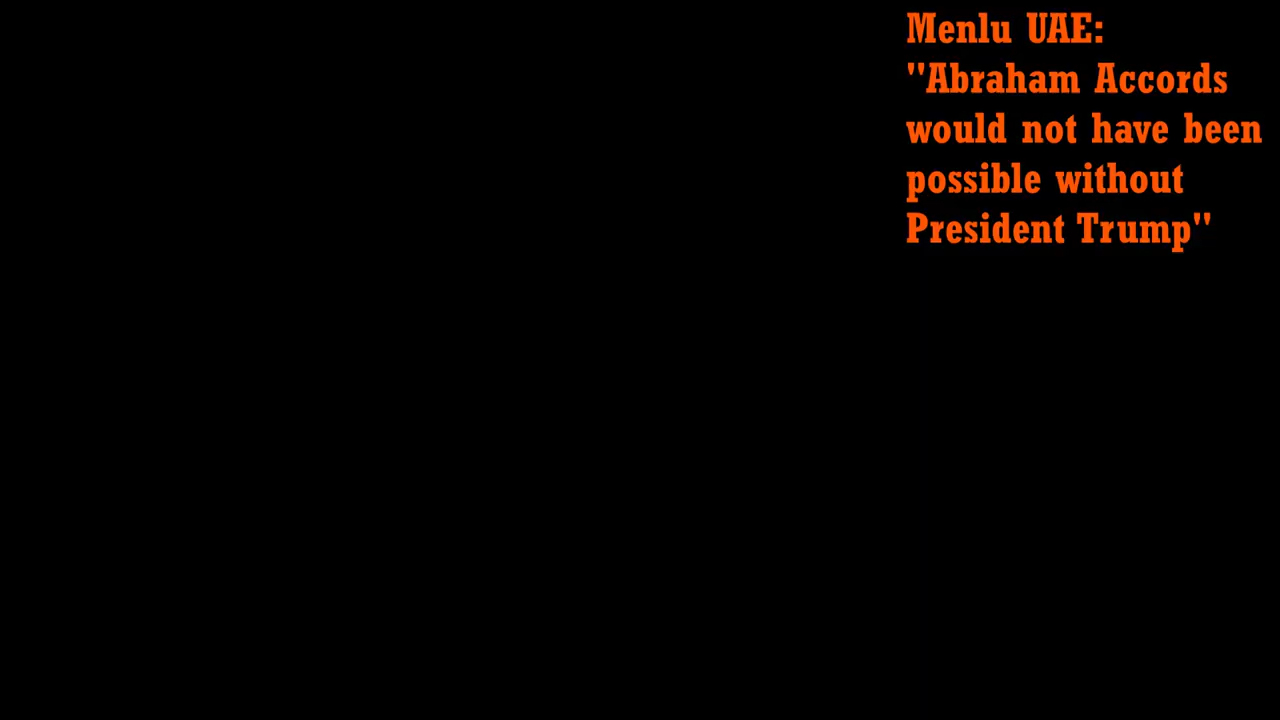 Menlu UAE:
"Abraham Accords
would not have been
possible without
President Trump"